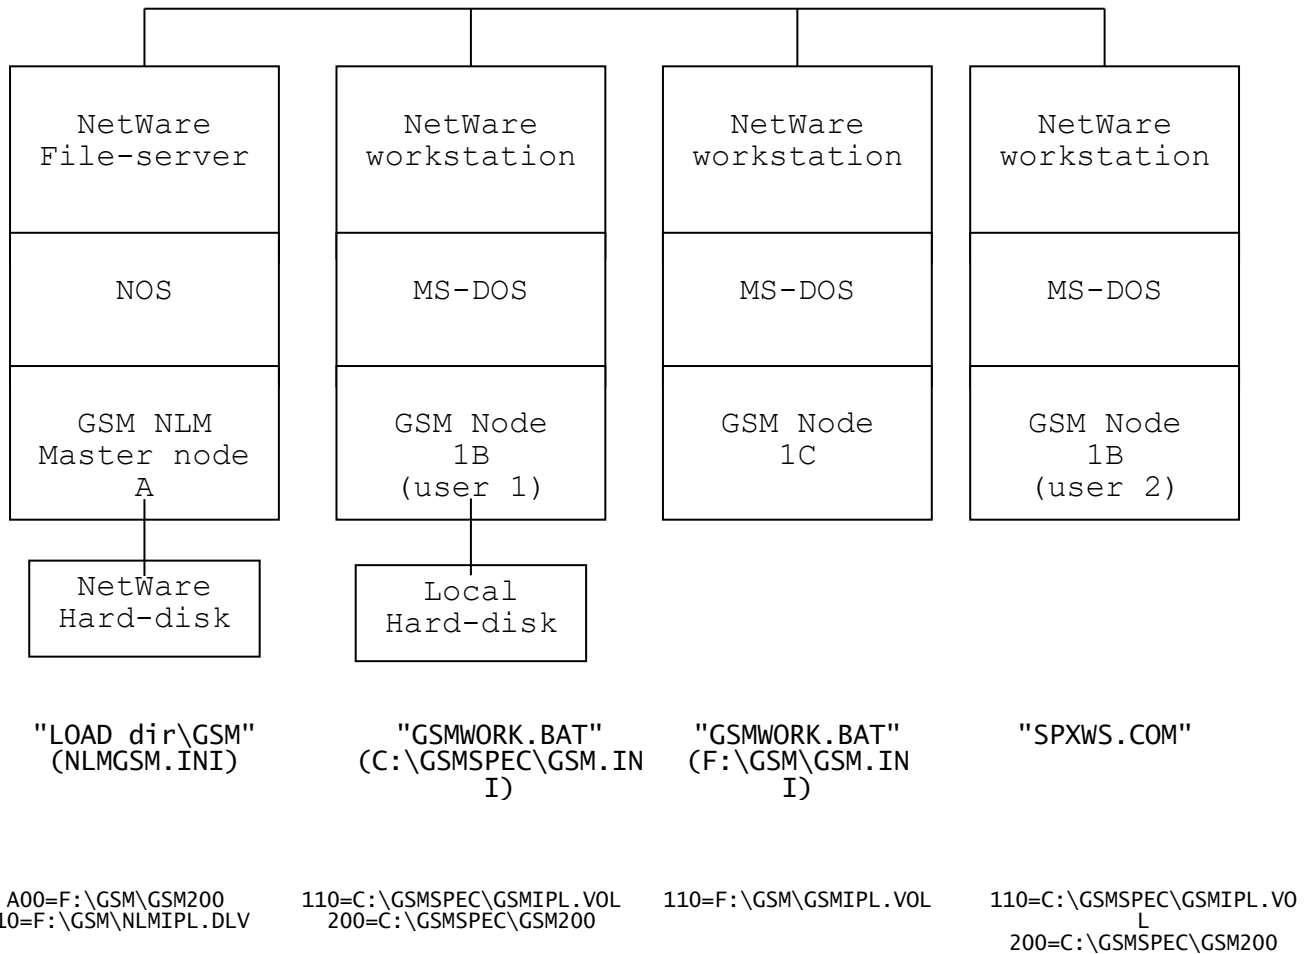 NetWare
File-server
NetWare
workstation
NetWare
workstation
NetWare
workstation
NOS
MS-DOS
MS-DOS
MS-DOS
GSM NLM
Master node
A
GSM Node
1B
(user 1)
GSM Node
1C
GSM Node
1B
(user 2)
NetWare
Hard-disk
Local
Hard-disk
"LOAD dir\GSM"
(NLMGSM.INI)
"GSMWORK.BAT"
(C:\GSMSPEC\GSM.IN
I)
"GSMWORK.BAT"
(F:\GSM\GSM.IN
I)
"SPXWS.COM"
A00=F:\GSM\GSM200
10=F:\GSM\NLMIPL.DLV
110=C:\GSMSPEC\GSMIPL.VOL
200=C:\GSMSPEC\GSM200
110=F:\GSM\GSMIPL.VOL
110=C:\GSMSPEC\GSMIPL.VO
L
200=C:\GSMSPEC\GSM200